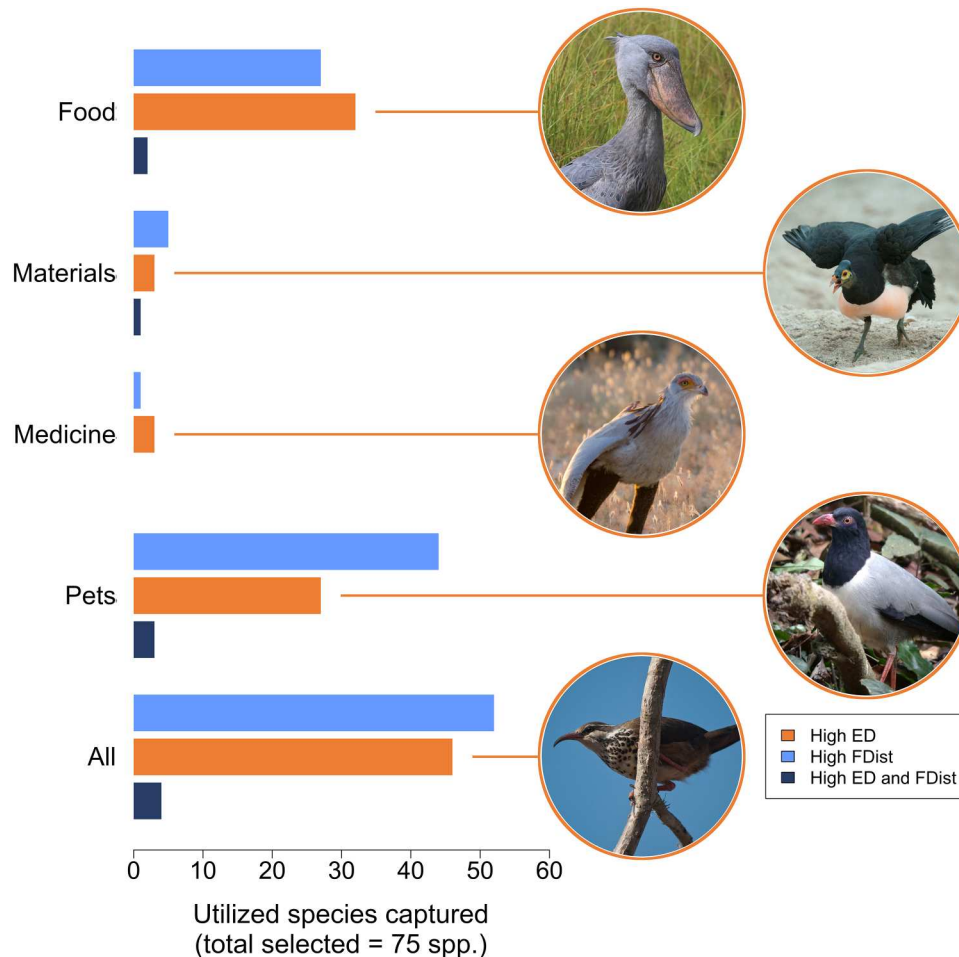 Food
Materials
Medicine
Pets
All
High ED
High FDist
High ED and FDist
0 10 20 30 40 50 60
Utilized species captured
(total selected = 75 spp.)